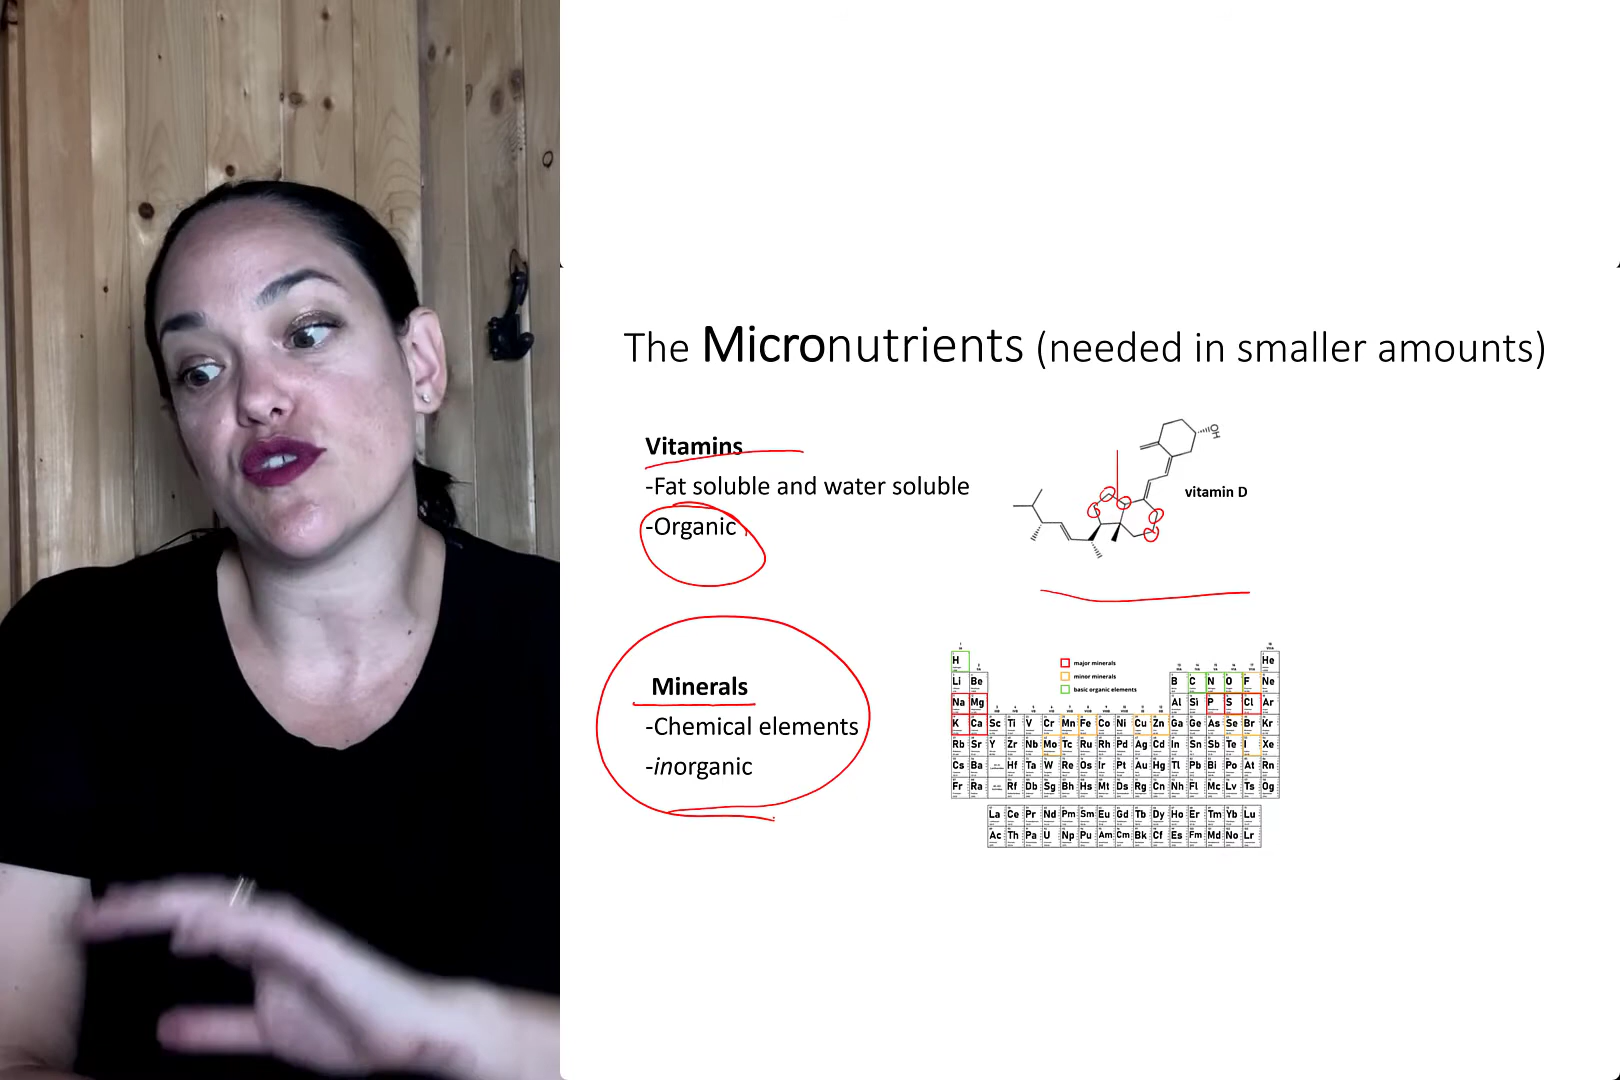 The Micronutrients (needed in smaller amounts)
Vitamins
-Fat soluble and water soluble
-Organic
OH
vitamin D
Minerals
-Chemical elements
-inorganic
major minerals
minor minerals
basic organic elements
H He
Li Be B C N O F Ne
Na Mg Al Si P S Cl Ar
K Ca Sc Ti V Cr Mn Fe Co Ni Cu Zn Ga Ge As Se Br Kr
Rb Sr Y Zr Nb Mo Tc Ru Rh Pd Ag Cd In Sn Sb Te I Xe
Cs Ba Hf Ta W Re Os Ir Pt Au Hg Tl Pb Bi Po At Rn
Fr Ra Rf Db Sg Bh Hs Mt Ds Rg Cn Nh Fl Mc Lv Ts Og
La Ce Pr Nd Pm Sm Eu Gd Tb Dy Ho Er Tm Yb Lu
Ac Th Pa U Np Pu Am Cm Bk Cf Es Fm Md No Lr